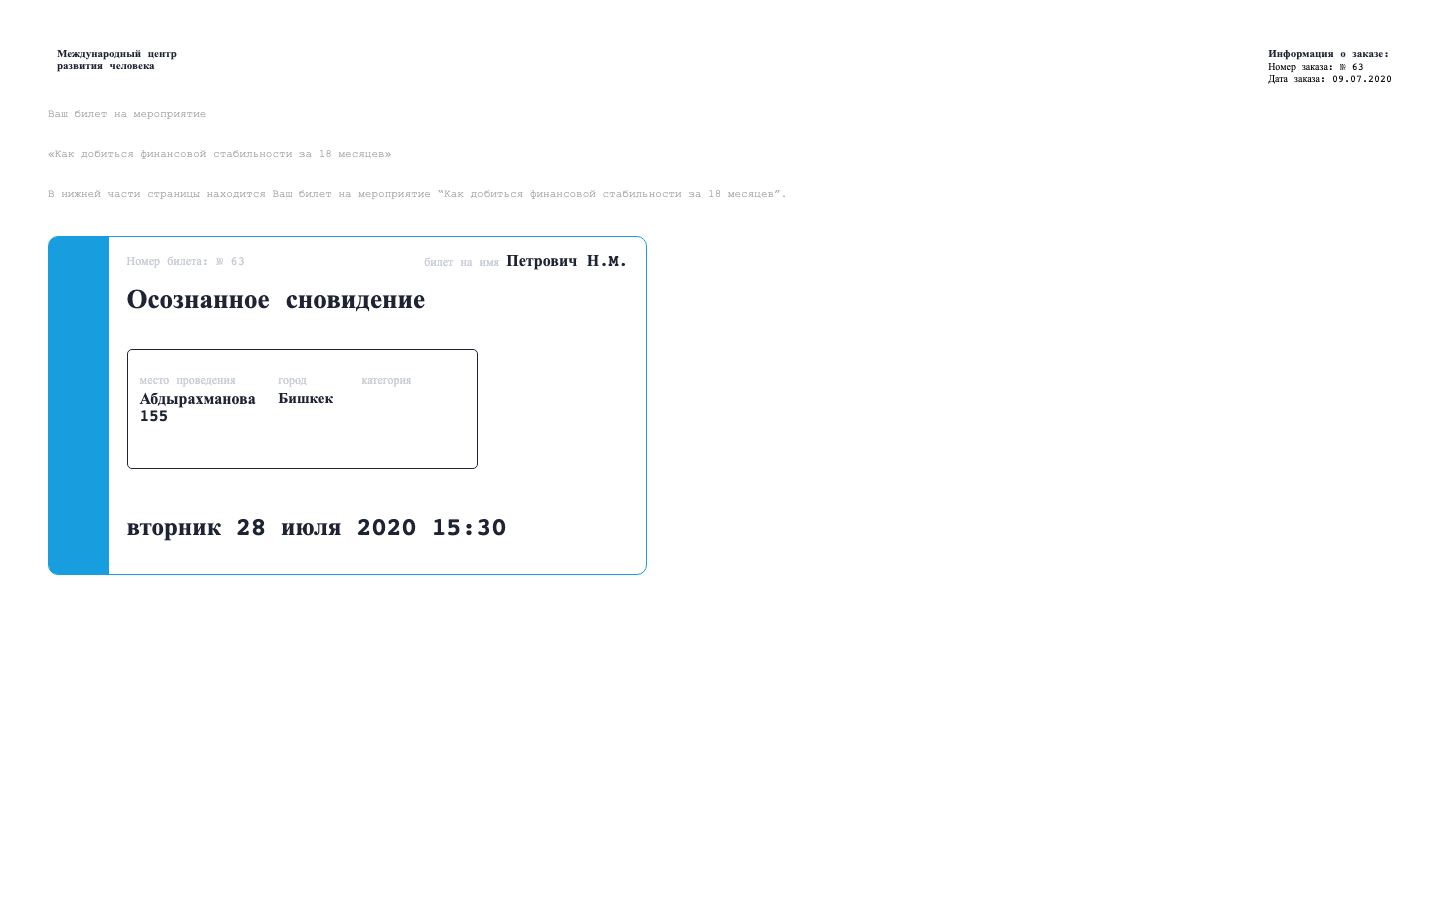 Международный центр
развития человека
Информация о заказе:
Номер заказа: № 63
Дата заказа: 09.07.2020
Ваш билет на мероприятие
«Как добиться финансовой стабильности за 18 месяцев»
В нижней части страницы находится Ваш билет на мероприятие “Как добиться финансовой стабильности за 18 месяцев”.
Номер билета: № 63
билет на имя Петрович Н.М.
Осознанное сновидение
место проведения город категория
Абдырахманова Бишкек
155
вторник 28 июля 2020 15:30